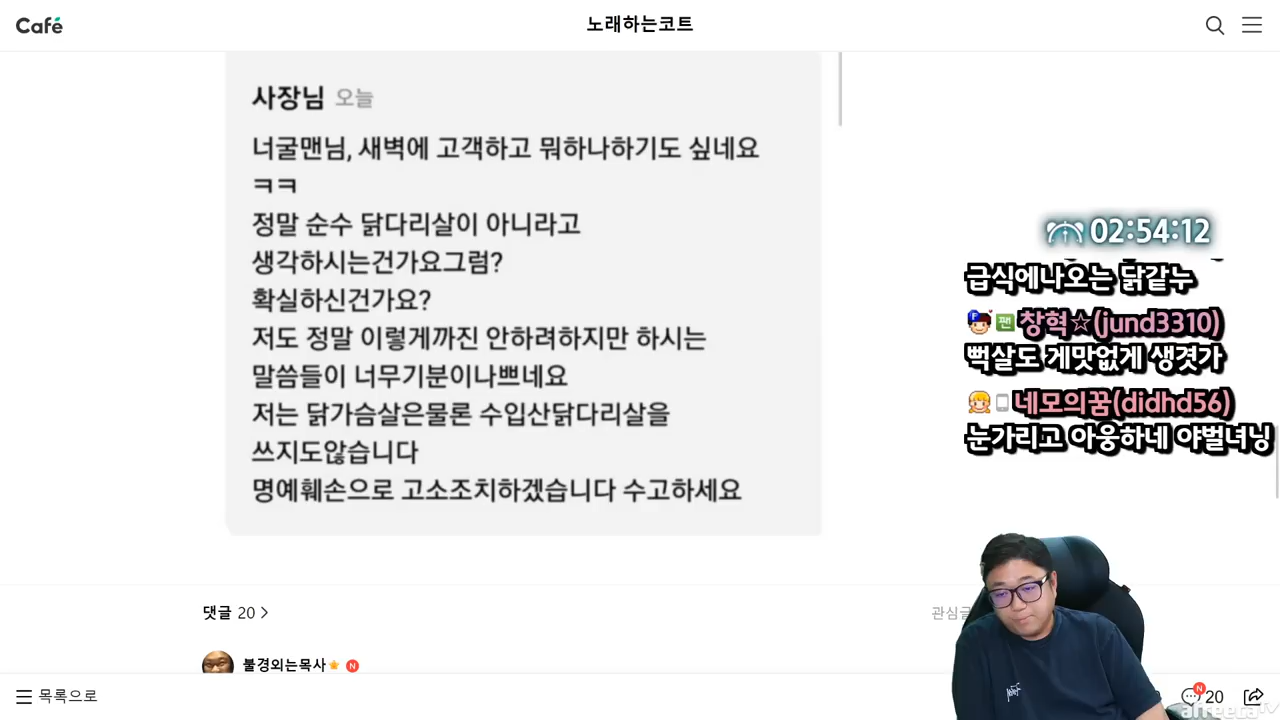 Café
노래하는코트
사장님 오늘
너굴맨님, 새벽에 고객하고 뭐하나하기도 싶네요
ㅋㅋ
정말 순수 닭다리살이 아니라고
생각하시는건가요그럼?
확실하신건가요?
저도 정말 이렇게까진 안하려하지만 하시는
말씀들이 너무기분이나쁘네요
저는 닭가슴살은물론 수입산닭다리살을
쓰지도않습니다
명예훼손으로 고소조치하겠습니다 수고하세요
02:54:12
급식에나오는 닭같누
팬 창혁☆(jund3310)
뻑살도 게맛없게 생겻가
네모의꿈(didhd56)
눈가리고 아웅하네 야벌녀닝
댓글 20
관심글
불경외는목사 N
목록으로
N 20
afreecaTV